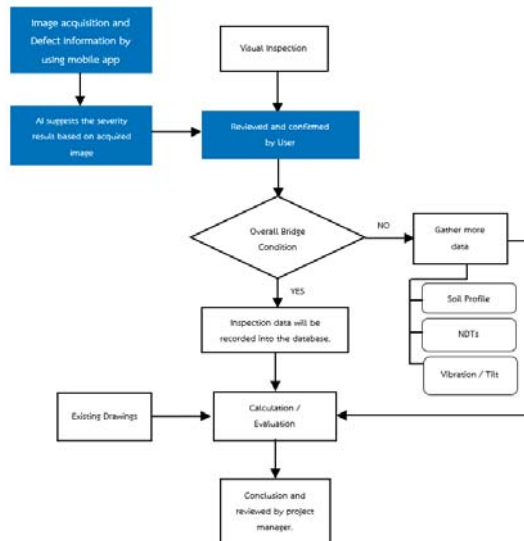 Image acquisition and
Defect Information by
using mobile app
Visual Inspection
AI suggests the severity
result based on acquired
image
Reviewed and confirmed
by User
Overall Bridge
Condition
NO
Gather more
data
YES
Soil Profile
NDTs
Vibration / Tilt
Inspection data will be
recorded into the database.
Existing Drawings
Calculation /
Evaluation
Conclusion and
reviewed by project
manager.